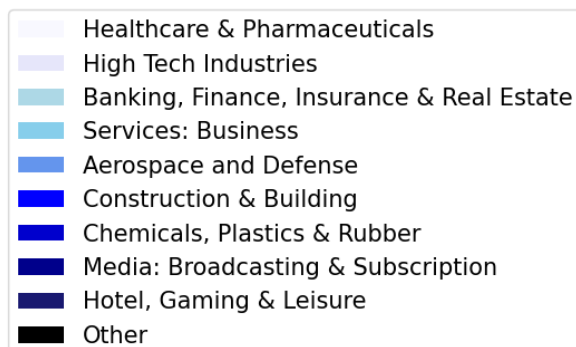 Healthcare & Pharmaceuticals
High Tech Industries
Banking, Finance, Insurance & Real Estate
Services: Business
Aerospace and Defense
Construction & Building
Chemicals, Plastics & Rubber
Media: Broadcasting & Subscription
Hotel, Gaming & Leisure
Other